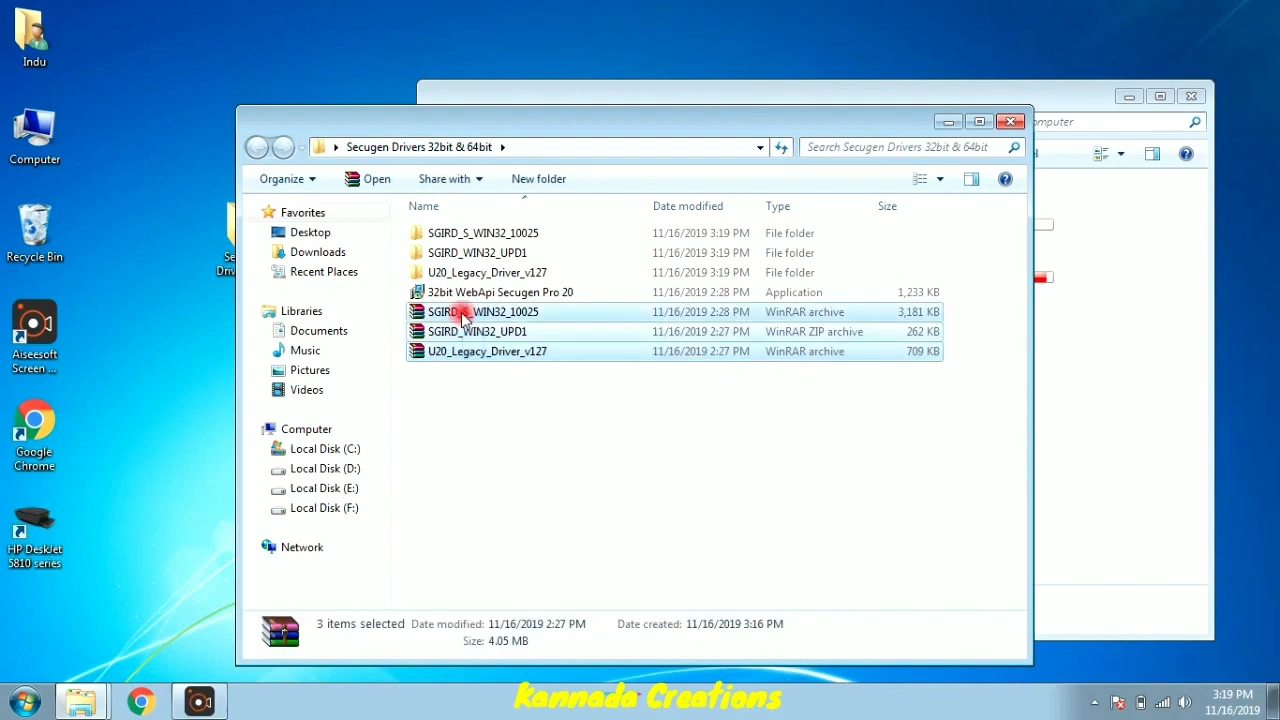 Indu
Computer
Recycle Bin
Aiseesoft
Screen ...
Google
Chrome
HP DeskJet
5810 series
Secugen Drivers 32bit & 64bit
Search Secugen Drivers 32bit & 64bit
Organize
Open
Share with
New folder
Name
Date modified
Type
Size
SGIRD_S_WIN32_10025 11/16/2019 3:19 PM File folder
SGIRD_WIN32_UPD1 11/16/2019 3:19 PM File folder
U20_Legacy_Driver_v127 11/16/2019 3:19 PM File folder
32bit WebApi Secugen Pro 20 11/16/2019 2:28 PM Application 1,233 KB
SGIRD_S_WIN32_10025 11/16/2019 2:28 PM WinRAR archive 3,181 KB
SGIRD_WIN32_UPD1 11/16/2019 2:27 PM WinRAR ZIP archive 262 KB
U20_Legacy_Driver_v127 11/16/2019 2:27 PM WinRAR archive 709 KB
Favorites
Desktop
Downloads
Recent Places
Libraries
Documents
Music
Pictures
Videos
Computer
Local Disk (C:)
Local Disk (D:)
Local Disk (E:)
Local Disk (F:)
Network
3 items selected Date modified: 11/16/2019 2:27 PM Date created: 11/16/2019 3:16 PM
Size: 4.05 MB
Kannada Creations
3:19 PM
11/16/2019